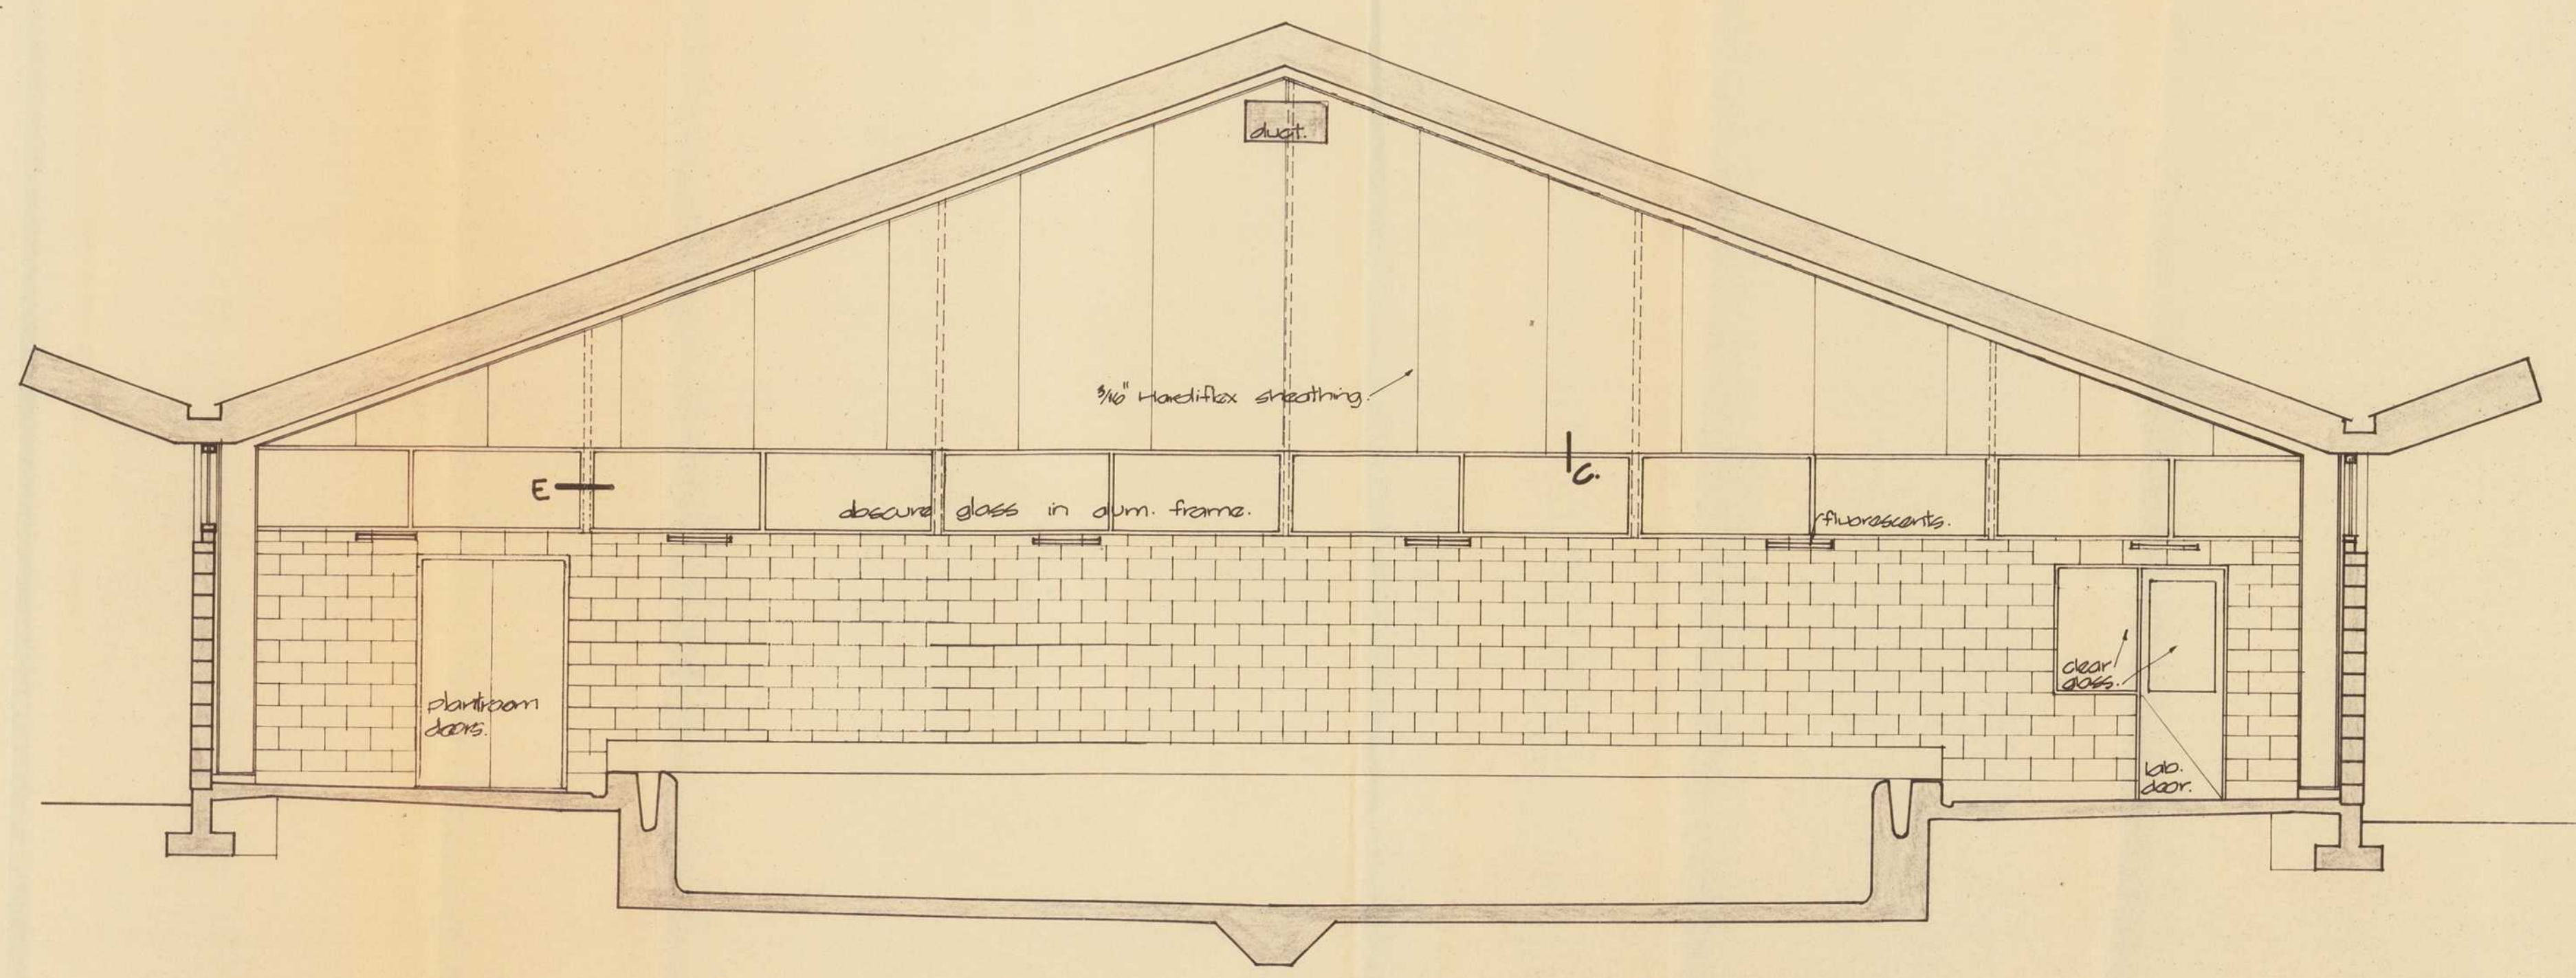 duct.
3/16" Hardiflex sheathing.
E
C.
obscure glass in alum. frame.
fluorescents.
clear
glass.
plantroom
doors.
lab.
door.